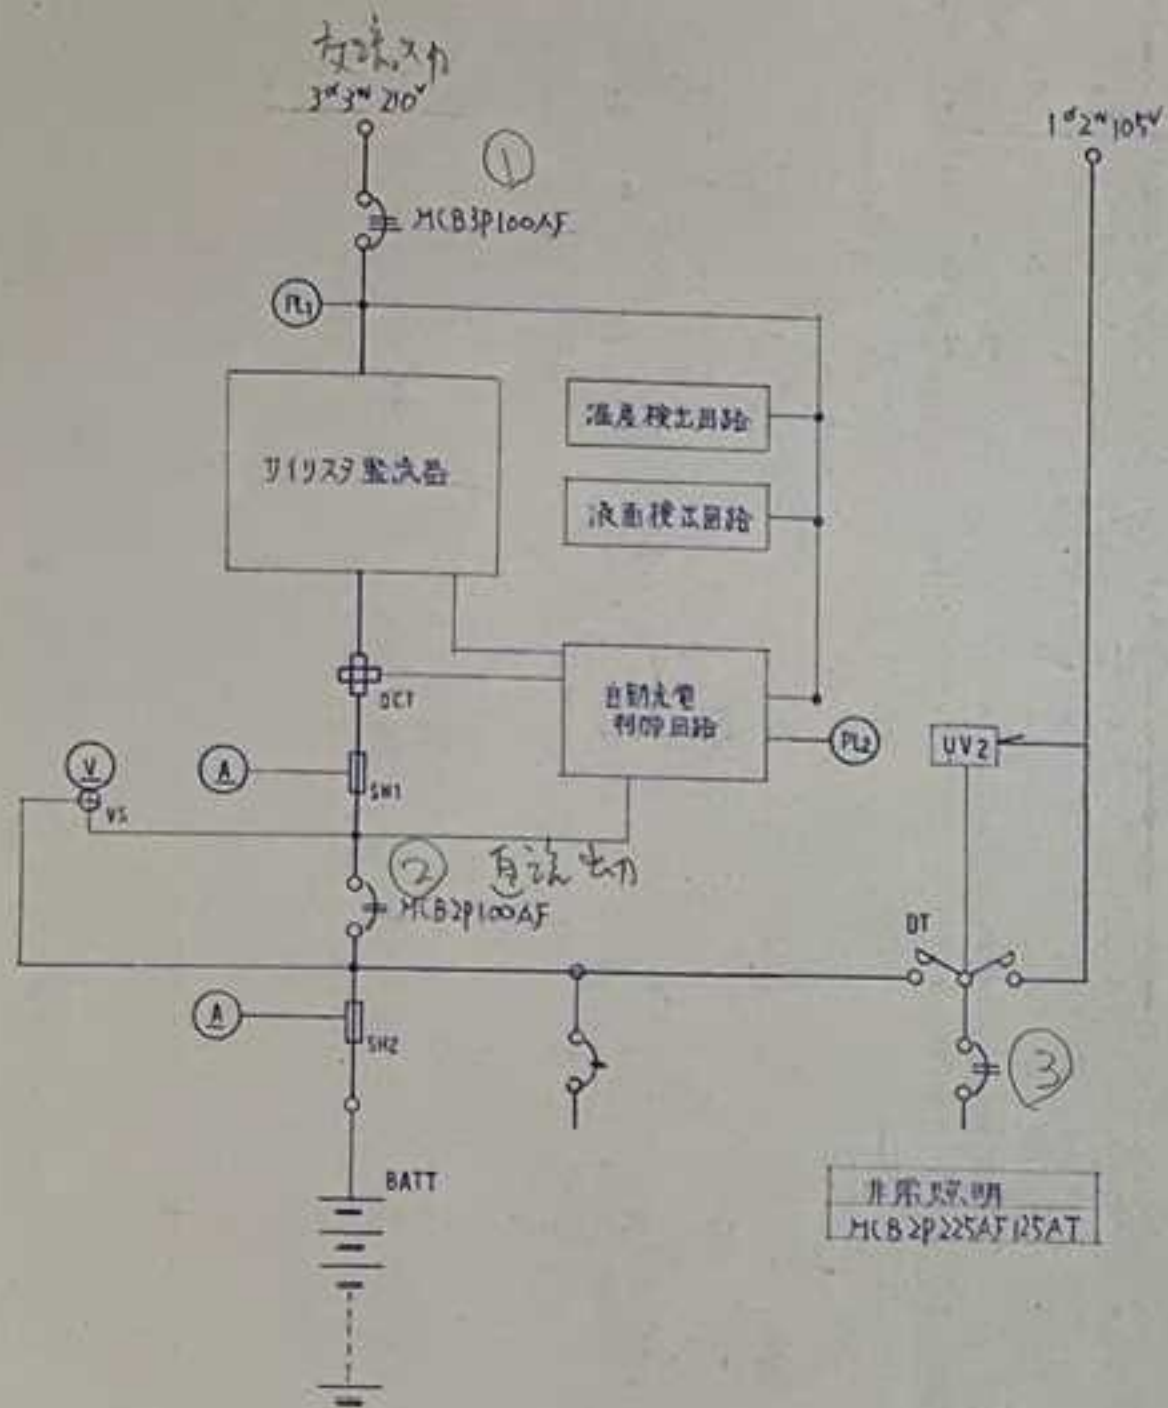 交流入力
3φ3W 210V
1φ2W 105V
①
MCB3P100AF
PL1
温度検出回路
サイリスタ整流器
液面検出回路
DCT
自動充電
制御回路
PL2
UV2
V
A
VS
SH1
② 直流出力
MCB2P100AF
DT
A
SH2
③
BATT
非常照明
MCB2P225AF125AT